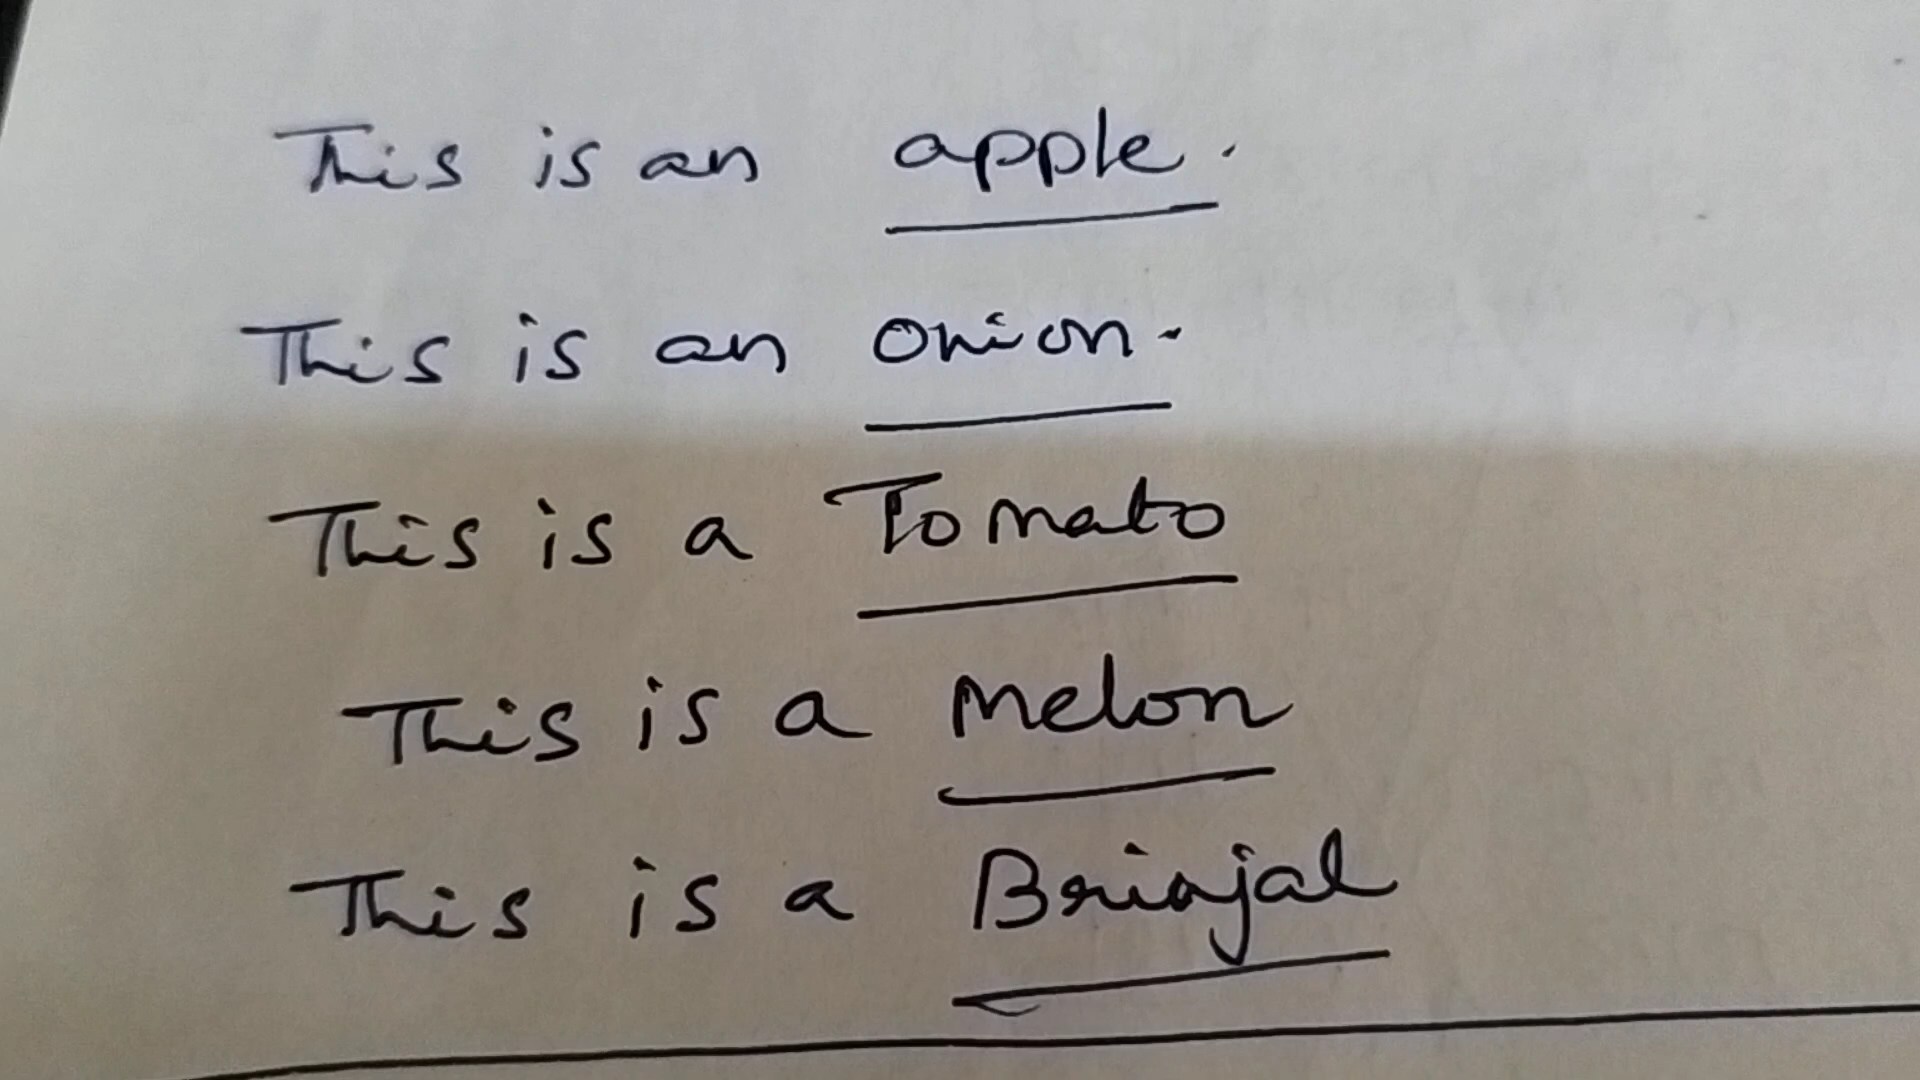 This is an apple.
This is an onion.
This is a Tomato
This is a Melon
This is a Brinjal